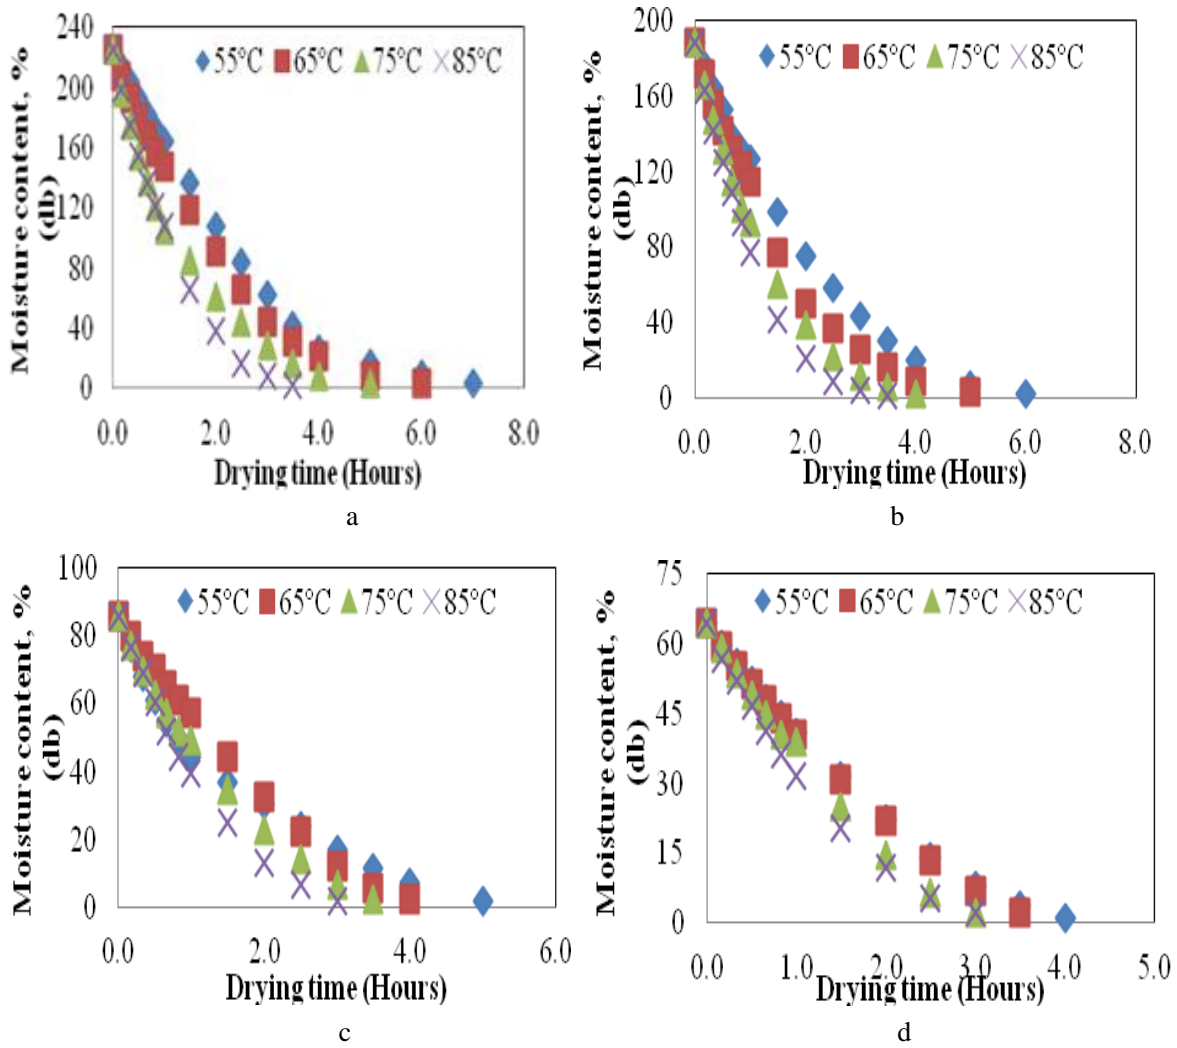 Moisture content, %
(db)
240
200
160
120
80
40
0
55°C 65°C 75°C 85°C
0.0 2.0 4.0 6.0 8.0
Drying time (Hours)
a
Moisture content, %
(db)
200
160
120
80
40
0
55°C 65°C 75°C 85°C
0.0 2.0 4.0 6.0 8.0
Drying time (Hours)
b
Moisture content, %
(db)
100
80
60
40
20
0
55°C 65°C 75°C 85°C
0.0 2.0 4.0 6.0
Drying time (Hours)
c
Moisture content, %
(db)
75
60
45
30
15
0
55°C 65°C 75°C 85°C
0.0 1.0 2.0 3.0 4.0 5.0
Drying time (Hours)
d